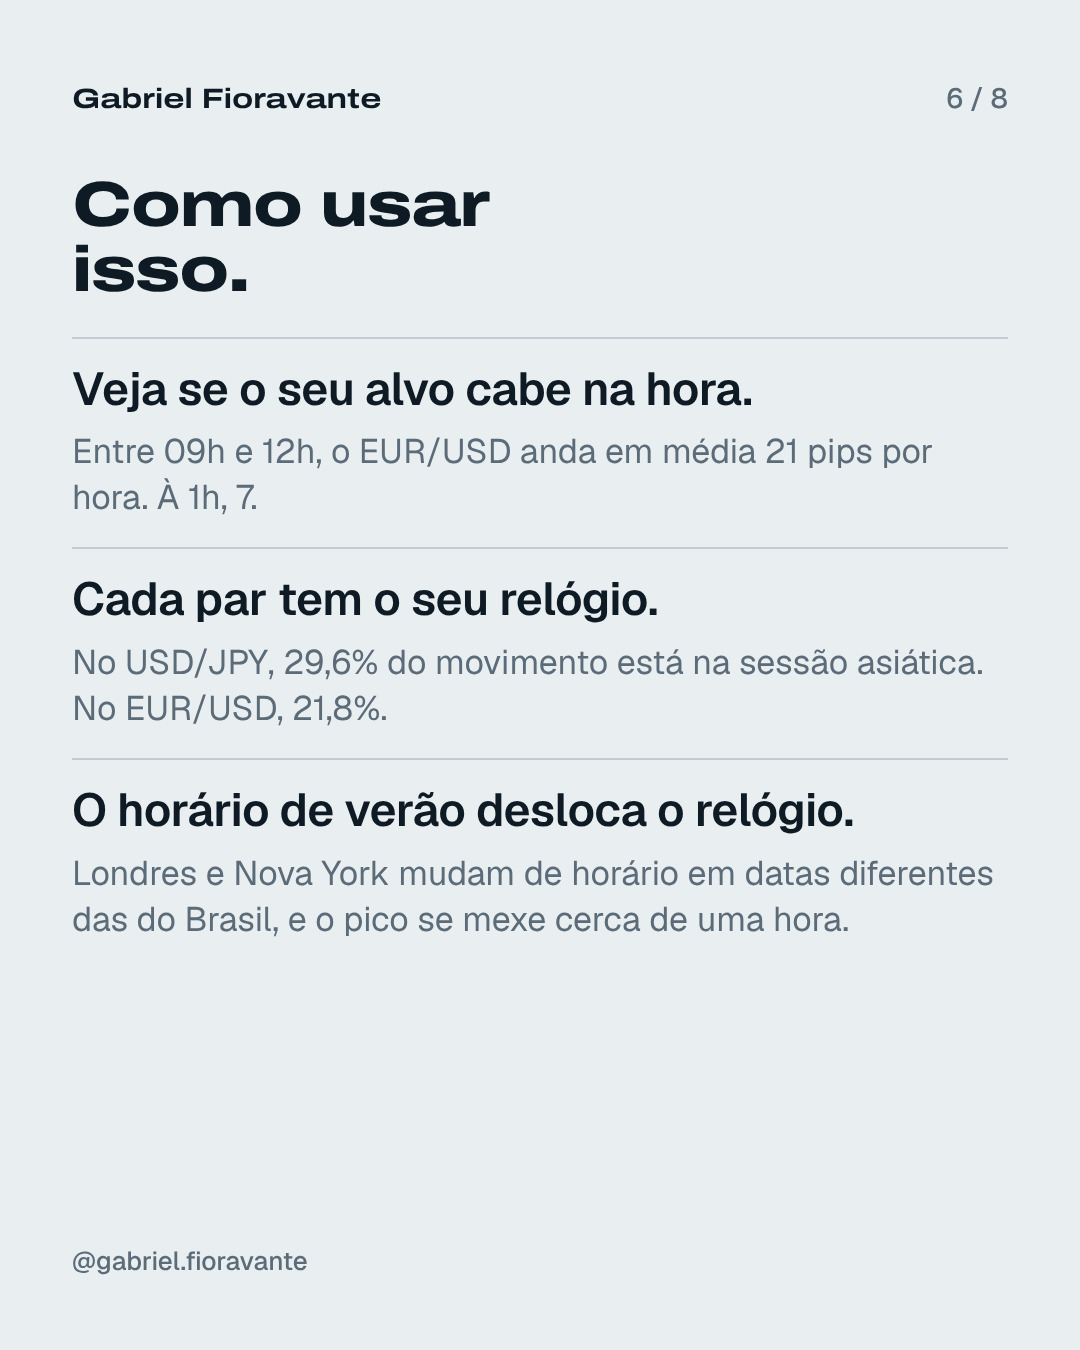 Gabriel Fioravante
6 / 8
Como usar
isso.
Veja se o seu alvo cabe na hora.
Entre 09h e 12h, o EUR/USD anda em média 21 pips por
hora. À 1h, 7.
Cada par tem o seu relógio.
No USD/JPY, 29,6% do movimento está na sessão asiática.
No EUR/USD, 21,8%.
O horário de verão desloca o relógio.
Londres e Nova York mudam de horário em datas diferentes
das do Brasil, e o pico se mexe cerca de uma hora.
@gabriel.fioravante